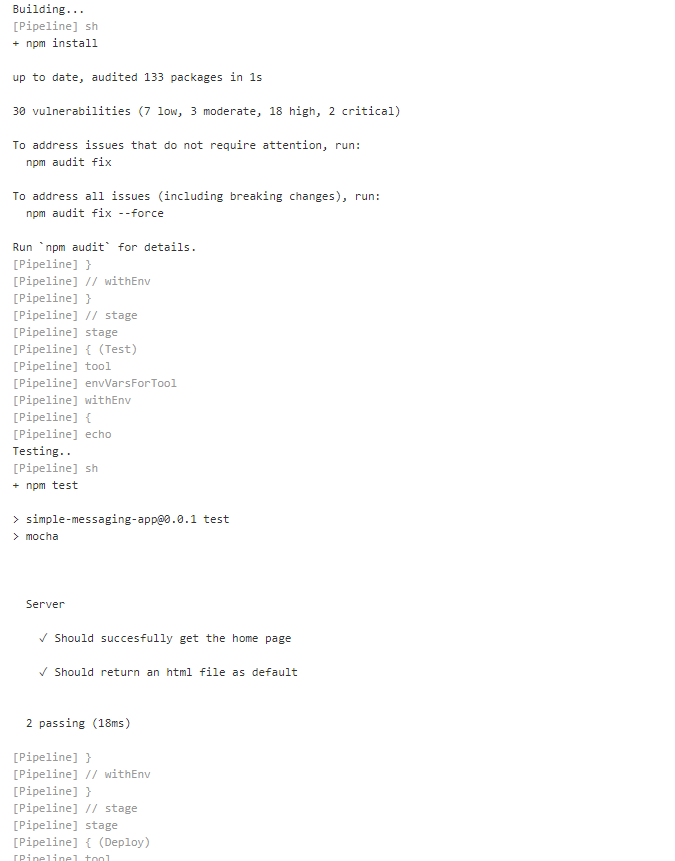 Building...
[Pipeline] sh
+ npm install
up to date, audited 133 packages in 1s
30 vulnerabilities (7 low, 3 moderate, 18 high, 2 critical)
To address issues that do not require attention, run:
npm audit fix
To address all issues (including breaking changes), run:
npm audit fix --force
Run `npm audit` for details.
[Pipeline] }
[Pipeline] // withEnv
[Pipeline] }
[Pipeline] // stage
[Pipeline] stage
[Pipeline] { (Test)
[Pipeline] tool
[Pipeline] envVarsForTool
[Pipeline] withEnv
[Pipeline] {
[Pipeline] echo
Testing..
[Pipeline] sh
+ npm test
> simple-messaging-app@0.0.1 test
> mocha
Server
✓ Should succesfully get the home page
✓ Should return an html file as default
2 passing (18ms)
[Pipeline] }
[Pipeline] // withEnv
[Pipeline] }
[Pipeline] // stage
[Pipeline] stage
[Pipeline] { (Deploy)
[Pipeline] tool